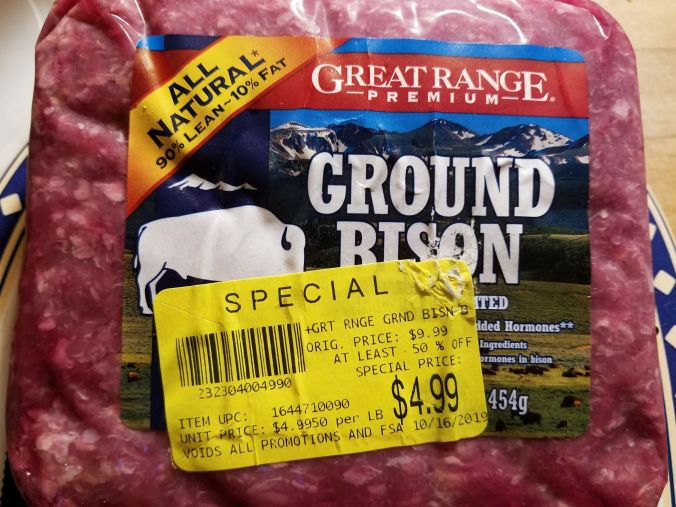 ALL
NATURAL*
90% LEAN~10% FAT
GREAT RANGE®
PREMIUM
GROUND
BISON
dded Hormones**
Ingredients
ormones in bison
454g
SPECIAL
+GRT RNGE GRND BISN B
ORIG. PRICE: $9.99
AT LEAST 50 % OFF
SPECIAL PRICE:
$4.99
232304004990
ITEM UPC: 1644710090
UNIT PRICE: $4.9950 per LB
VOIDS ALL PROMOTIONS AND FSA 10/16/2019